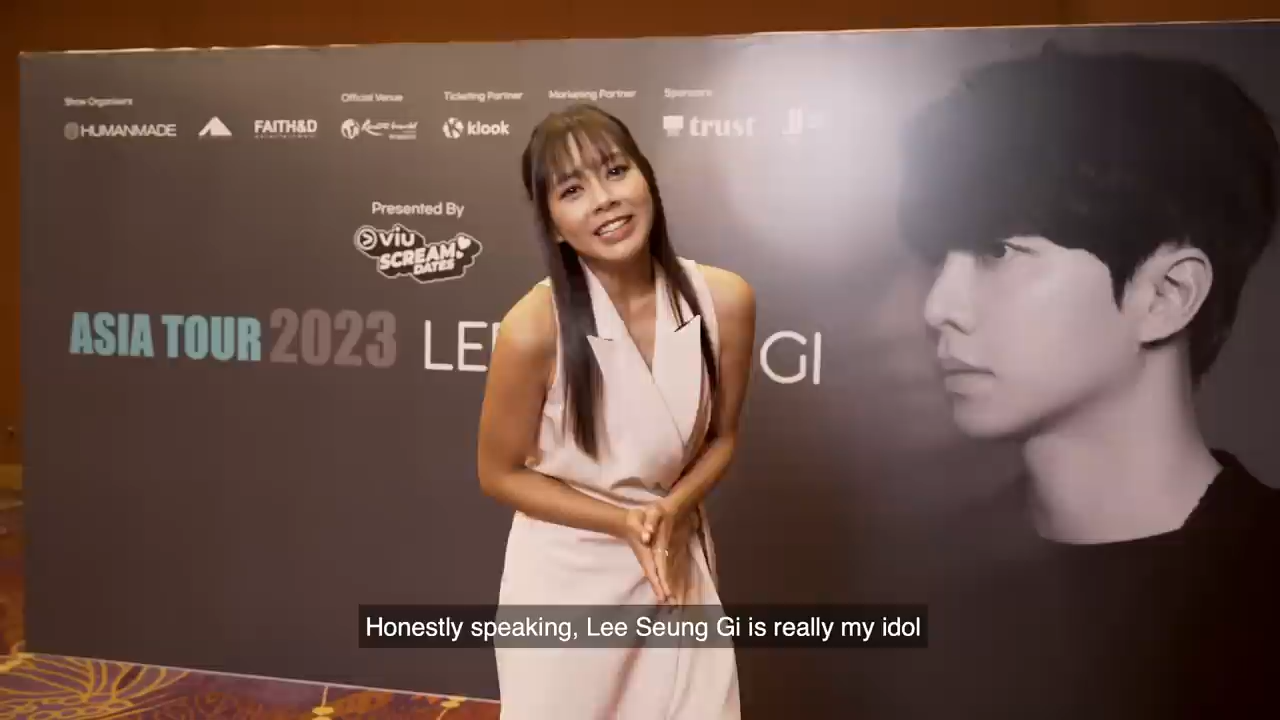 Show Organisers
Official Venue
Ticketing Partner
Marketing Partner
Sponsors
HUMANMADE
FAITH&D
klook
trust
Presented By
viu
SCREAM
DATES
ASIA TOUR 2023
GI
Honestly speaking, Lee Seung Gi is really my idol